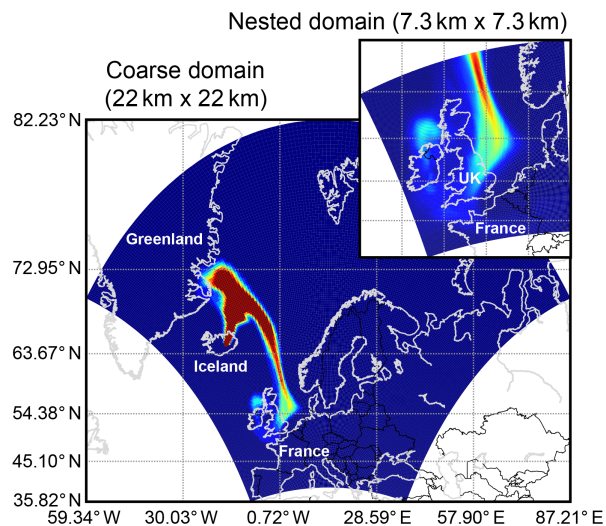 Nested domain (7.3 km x 7.3 km)
Coarse domain
(22 km x 22 km)
82.23° N
UK
France
Greenland
72.95° N
63.67° N
Iceland
54.38° N
France
45.10° N
35.82° N
59.34° W 30.03° W 0.72° W 28.59° E 57.90° E 87.21° E